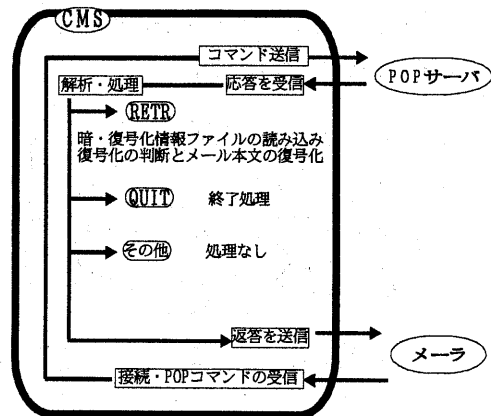 CMS
コマンド送信
POPサーバ
解析・処理
応答を受信
RETR
暗・復号化情報ファイルの読み込み
復号化の判断とメール本文の復号化
QUIT 終了処理
その他 処理なし
返答を送信
メーラ
接続・POPコマンドの受信